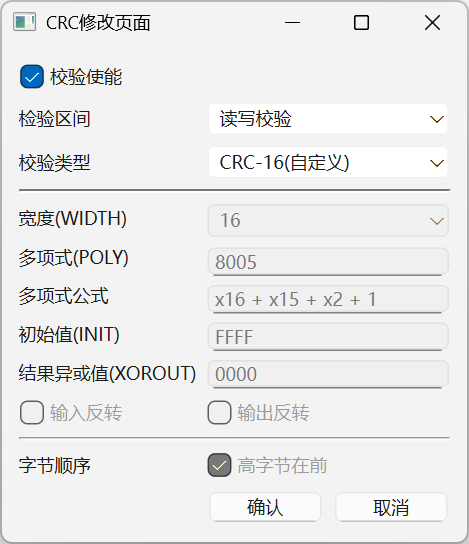 CRC修改页面
校验使能
检验区间 读写校验
校验类型 CRC-16(自定义)
宽度(WIDTH) 16
多项式(POLY) 8005
多项式公式 x16 + x15 + x2 + 1
初始值(INIT) FFFF
结果异或值(XOROUT) 0000
输入反转 输出反转
字节顺序 高字节在前
确认 取消